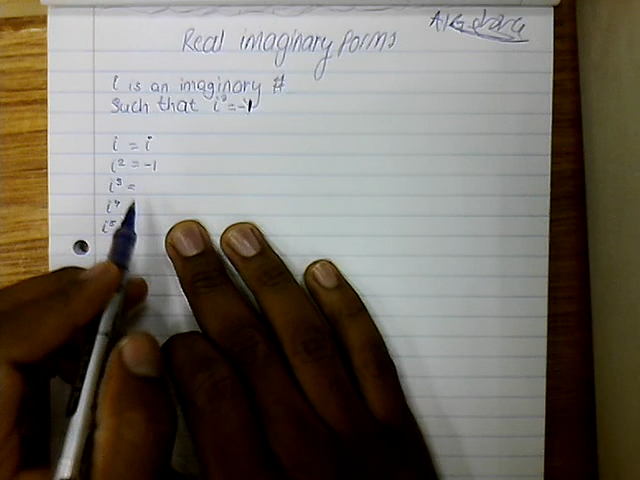 Algebra
Real imaginary Forms
i is an imaginary #
Such that i²=-1
i = i
i² = -1
i³ =
i⁴
i⁵